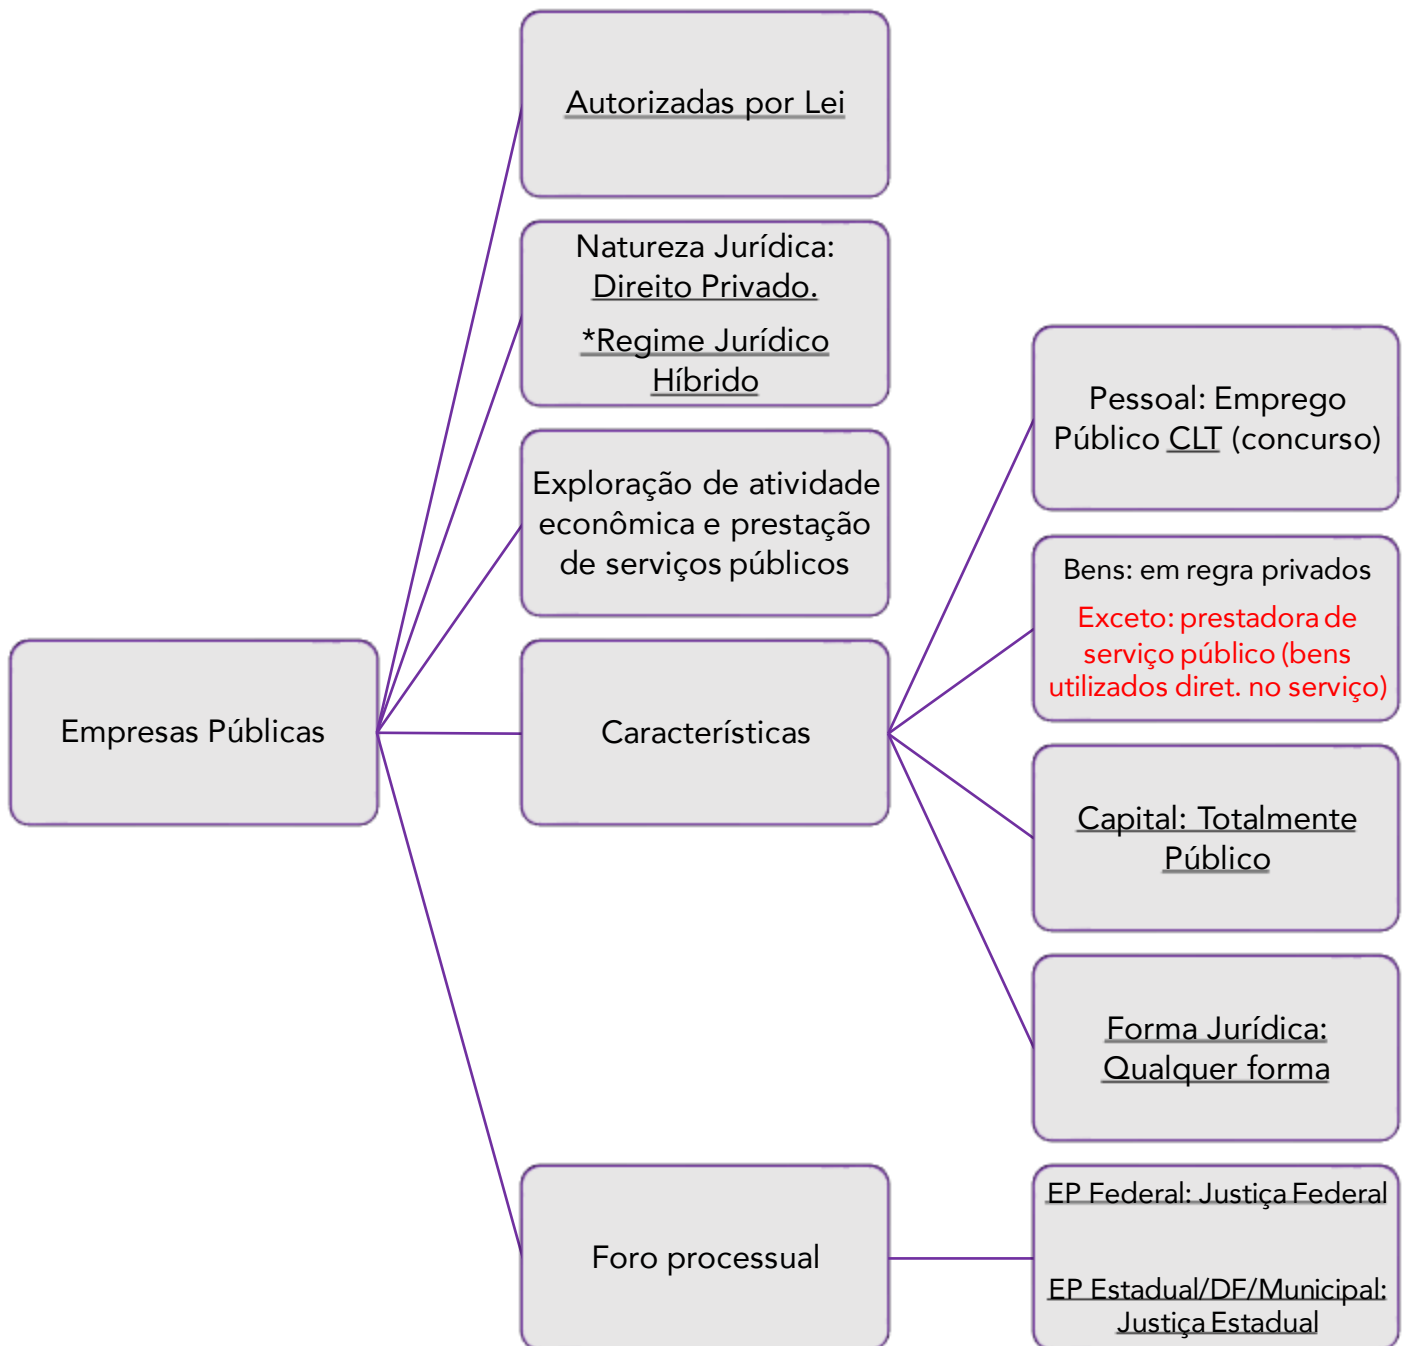 Autorizadas por Lei
Natureza Jurídica:
Direito Privado.
*Regime Jurídico
Híbrido
Exploração de atividade
econômica e prestação
de serviços públicos
Empresas Públicas
Características
Pessoal: Emprego
Público CLT (concurso)
Bens: em regra privados
Exceto: prestadora de
serviço público (bens
utilizados diret. no serviço)
Capital: Totalmente
Público
Forma Jurídica:
Qualquer forma
Foro processual
EP Federal: Justiça Federal
EP Estadual/DF/Municipal:
Justiça Estadual